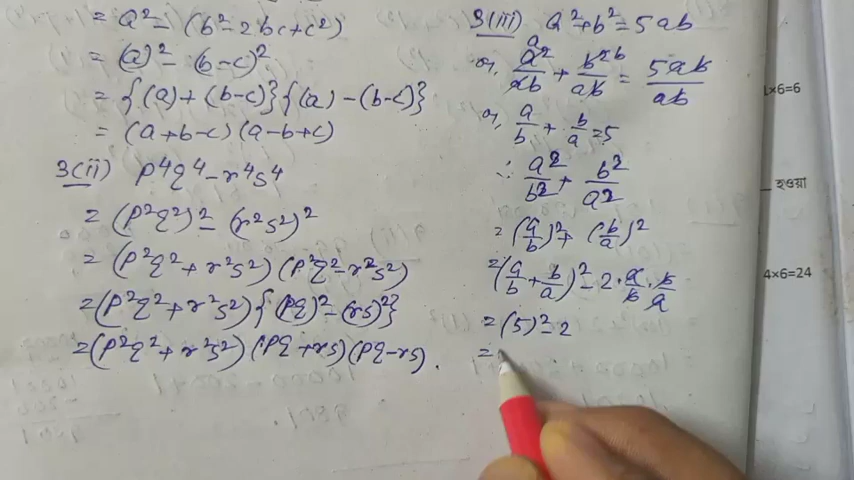 = a² - (b² - 2bc + c²)
= (a)² - (b-c)²
= {(a) + (b-c)}{(a) - (b-c)}
= (a+b-c) (a-b+c)
3(ii) p⁴q⁴ - r⁴s⁴
= (p²q²)² - (r²s²)²
= (p²q² + r²s²) (p²q² - r²s²)
= (p²q² + r²s²) {(pq)² - (rs)²}
= (p²q² + r²s²) (pq + rs) (pq - rs).
3(iii) a² + b² = 5ab
বা, a²/ab + b²/ab = 5ab/ab
বা, a/b + b/a = 5
∴ a²/b² + b²/a²
= (a/b)² + (b/a)²
= (a/b + b/a)² - 2 · a/b · b/a
= (5)² - 2
=
1×6=6
হওয়া
4×6=24